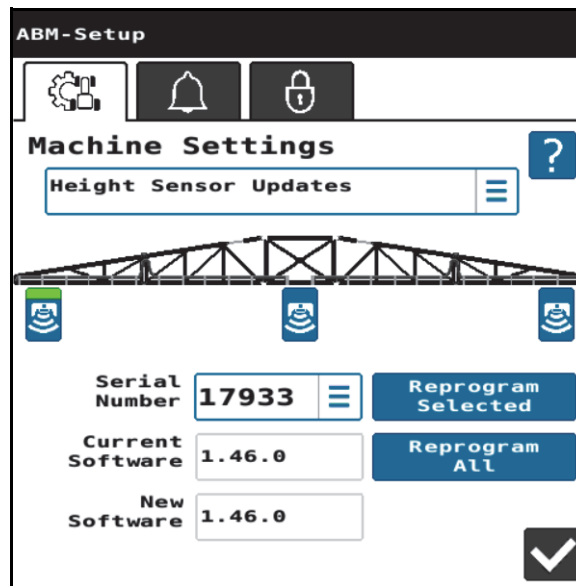 ABM-Setup
Machine Settings
?
Height Sensor Updates
Serial
Number
17933
Reprogram
Selected
Current
Software
1.46.0
Reprogram
All
New
Software
1.46.0